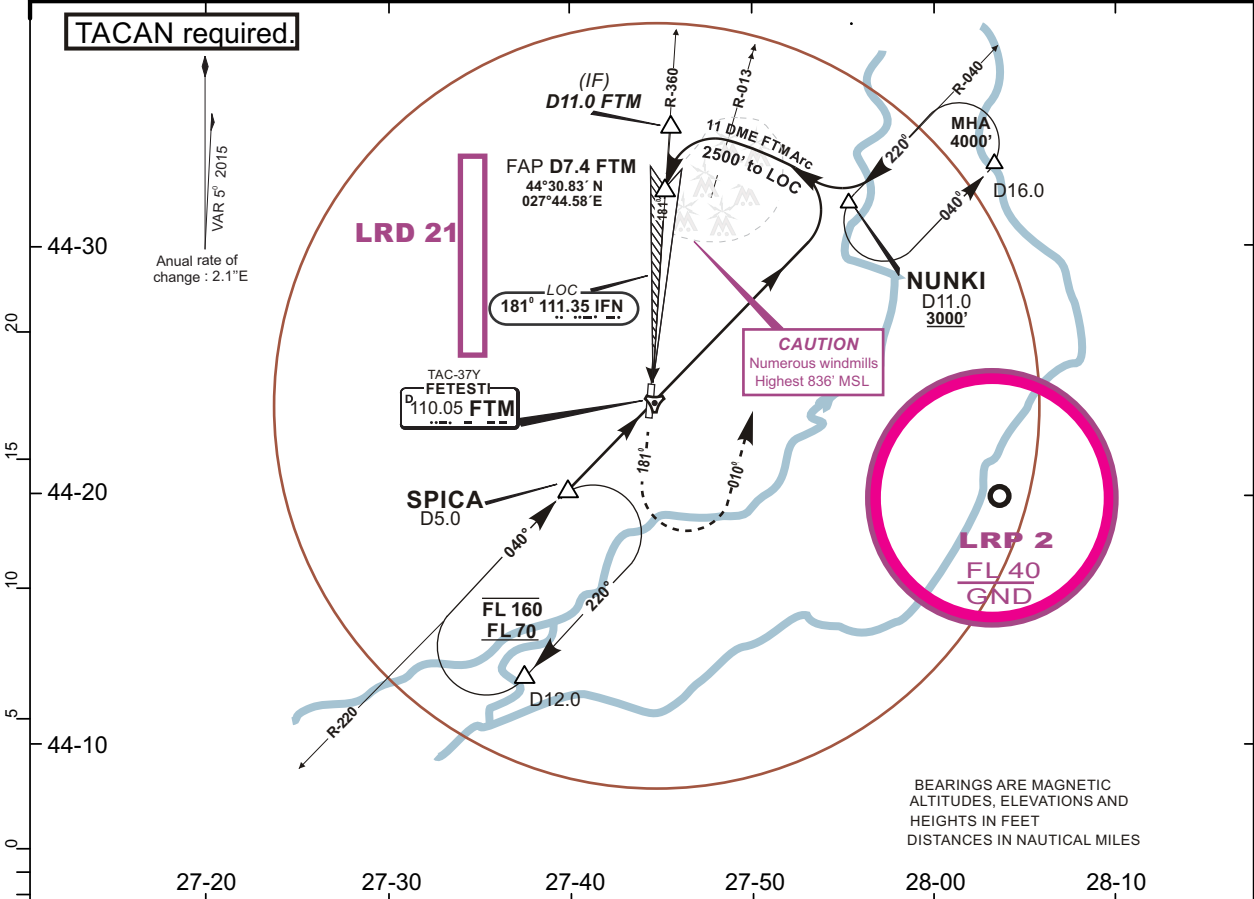 TACAN required.
VAR 5° 2015
Anual rate of
change : 2.1"E
(IF)
D11.0 FTM
R-360
R-013
R-040
11 DME FTM Arc
2500' to LOC
220°
MHA
4000'
D16.0
040°
FAP D7.4 FTM
44°30.83´ N
027°44.58´E
181°
LRD 21
LOC
181° 111.35 IFN
NUNKI
D11.0
3000'
CAUTION
Numerous windmills
Highest 836' MSL
TAC-37Y
FETESTI
D 110.05 FTM
181°
010°
SPICA
D5.0
040°
220°
FL 160
FL 70
D12.0
R-220
LRP 2
FL 40
GND
BEARINGS ARE MAGNETIC
ALTITUDES, ELEVATIONS AND
HEIGHTS IN FEET
DISTANCES IN NAUTICAL MILES
44-30
44-20
44-10
20
15
10
5
0
27-20
27-30
27-40
27-50
28-00
28-10